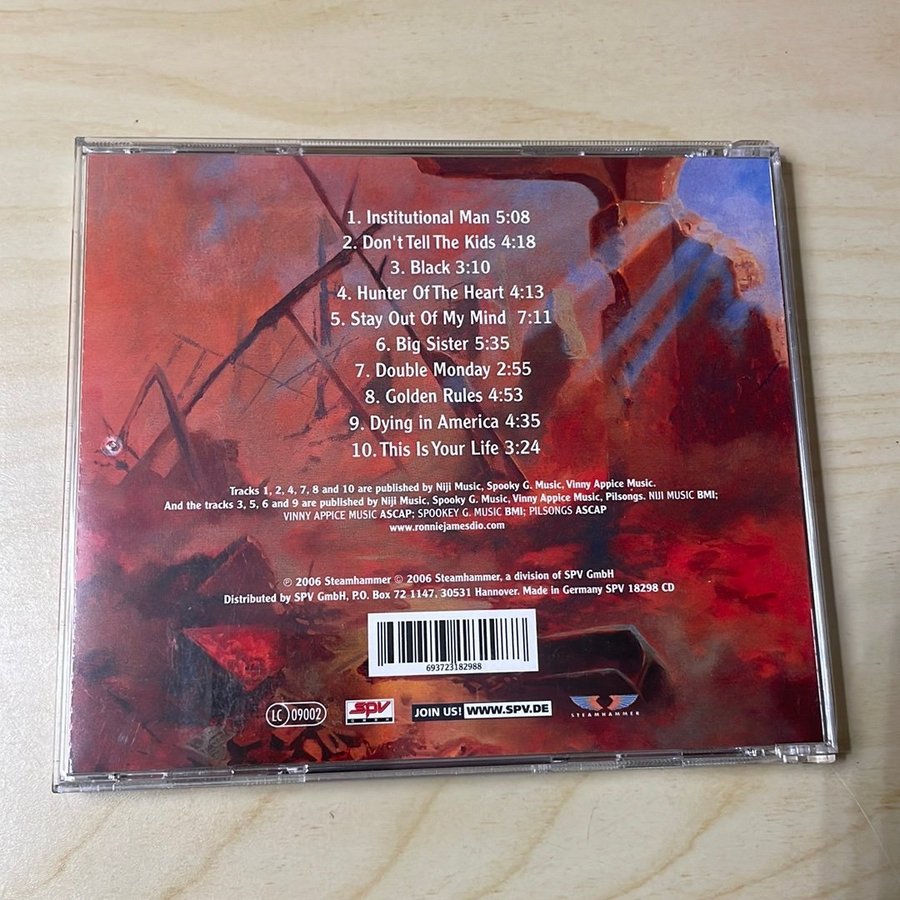 1. Institutional Man 5:08
2. Don't Tell The Kids 4:18
3. Black 3:10
4. Hunter Of The Heart 4:13
5. Stay Out Of My Mind 7:11
6. Big Sister 5:35
7. Double Monday 2:55
8. Golden Rules 4:53
9. Dying in America 4:35
10. This Is Your Life 3:24
Tracks 1, 2, 4, 7, 8 and 10 are published by Niji Music, Spooky G. Music, Vinny Appice Music.
And the tracks 3, 5, 6 and 9 are published by Niji Music, Spooky G. Music, Vinny Appice Music, Pilsongs. NIJI MUSIC BMI;
VINNY APPICE MUSIC ASCAP; SPOOKEY G. MUSIC BMI; PILSONGS ASCAP
www.ronniejamesdio.com
℗ 2006 Steamhammer © 2006 Steamhammer, a division of SPV GmbH
Distributed by SPV GmbH, P.O. Box 72 1147, 30531 Hannover. Made in Germany SPV 18298 CD
693723182988
LC 09002 SPV GMBH JOIN US! WWW.SPV.DE STEAMHAMMER